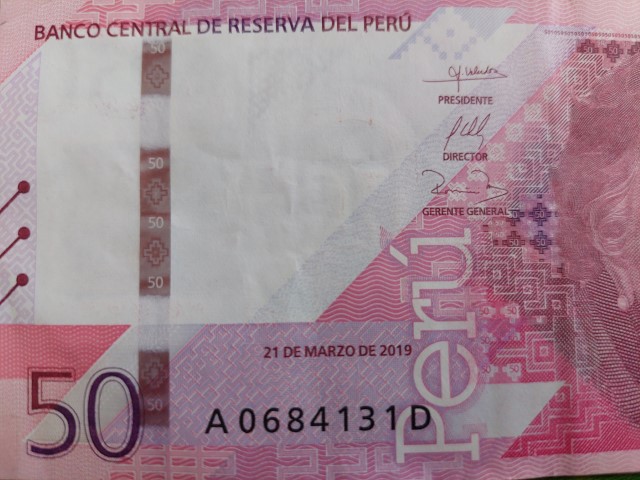 BANCO CENTRAL DE RESERVA DEL PERÚ
50
PRESIDENTE
50
DIRECTOR
50
GERENTE GENERAL
50
50
21 DE MARZO DE 2019
Perú
50
50
A0684131D